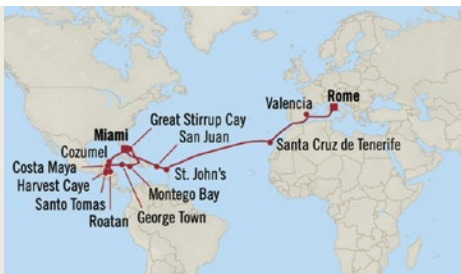 Rome
Valencia
Great Stirrup Cay
Miami
San Juan
Cozumel
Santa Cruz de Tenerife
Costa Maya
St. John's
Harvest Caye
Montego Bay
Santo Tomas
George Town
Roatan